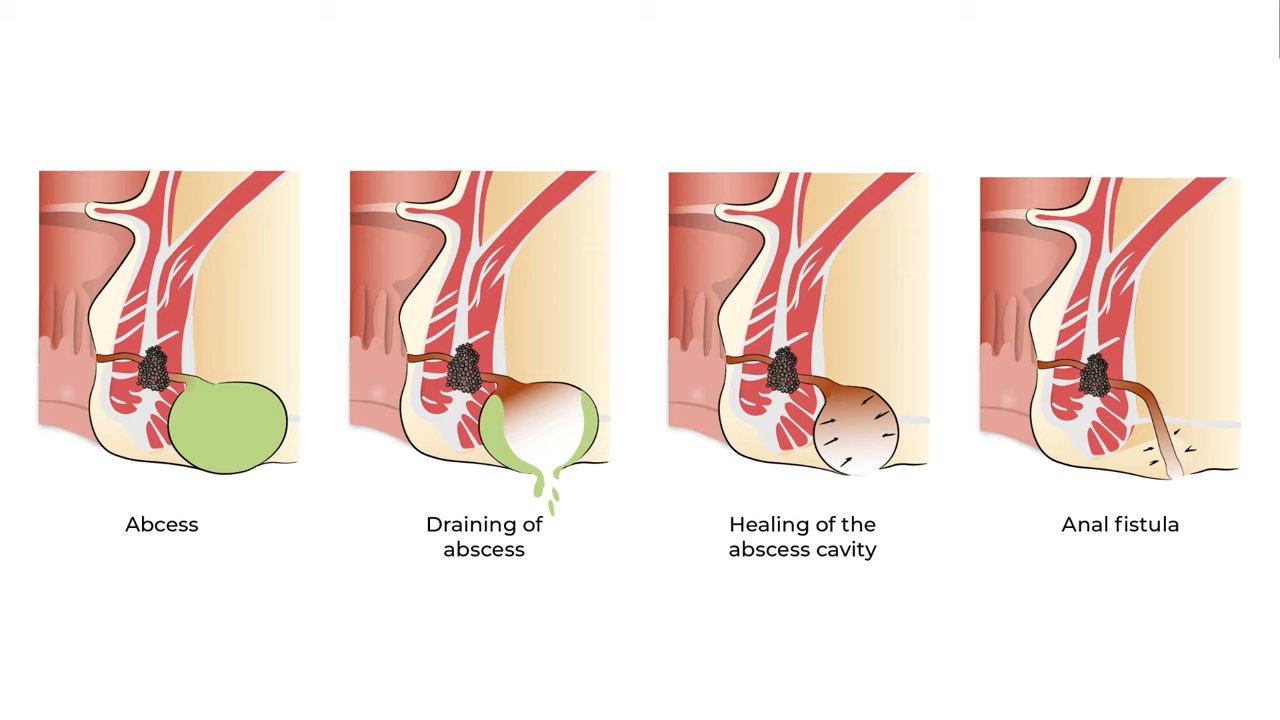 Abcess
Draining of
abscess
Healing of the
abscess cavity
Anal fistula